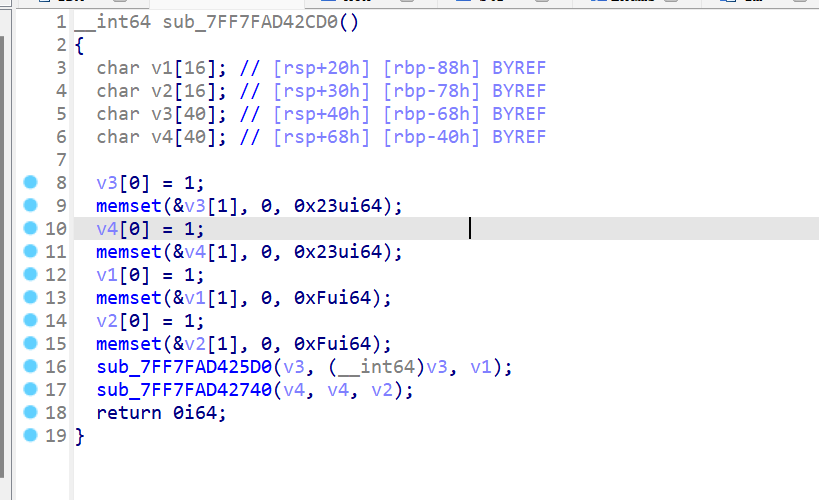 1 __int64 sub_7FF7FAD42CD0()
2 {
3 char v1[16]; // [rsp+20h] [rbp-88h] BYREF
4 char v2[16]; // [rsp+30h] [rbp-78h] BYREF
5 char v3[40]; // [rsp+40h] [rbp-68h] BYREF
6 char v4[40]; // [rsp+68h] [rbp-40h] BYREF
7
8 v3[0] = 1;
9 memset(&v3[1], 0, 0x23ui64);
10 v4[0] = 1;
11 memset(&v4[1], 0, 0x23ui64);
12 v1[0] = 1;
13 memset(&v1[1], 0, 0xFui64);
14 v2[0] = 1;
15 memset(&v2[1], 0, 0xFui64);
16 sub_7FF7FAD425D0(v3, (__int64)v3, v1);
17 sub_7FF7FAD42740(v4, v4, v2);
18 return 0i64;
19 }